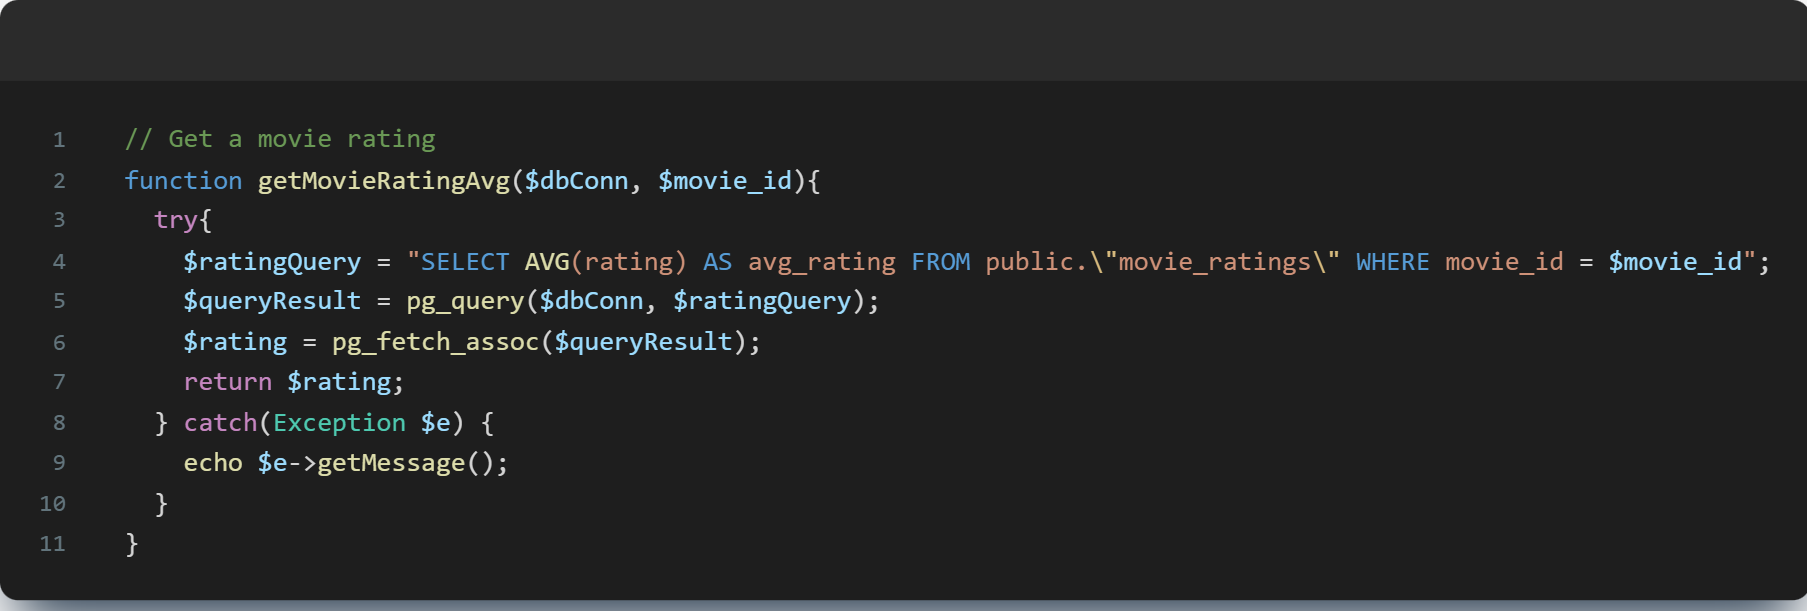 1 // Get a movie rating
2 function getMovieRatingAvg($dbConn, $movie_id){
3   try{
4     $ratingQuery = "SELECT AVG(rating) AS avg_rating FROM public.\"movie_ratings\" WHERE movie_id = $movie_id";
5     $queryResult = pg_query($dbConn, $ratingQuery);
6     $rating = pg_fetch_assoc($queryResult);
7     return $rating;
8   } catch(Exception $e) {
9     echo $e->getMessage();
10   }
11 }